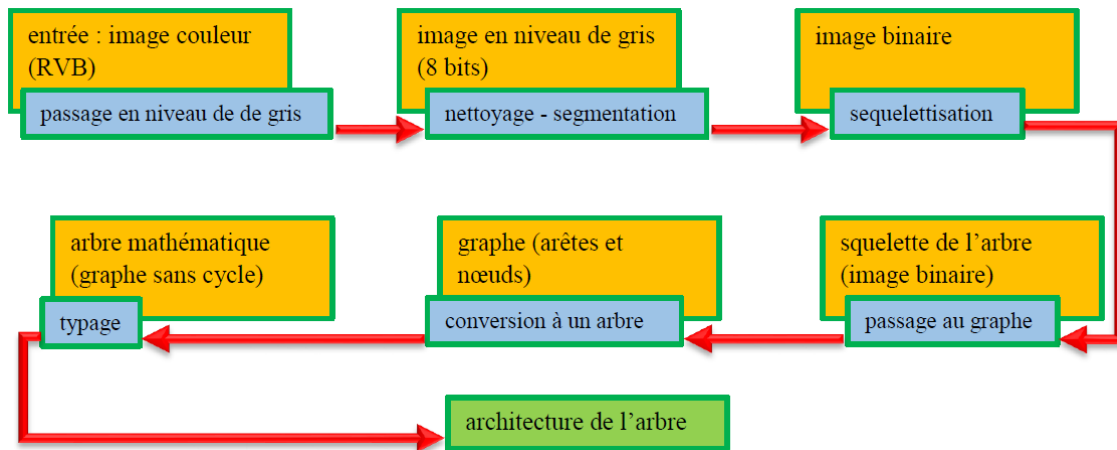 entrée : image couleur
(RVB)
passage en niveau de de gris
image en niveau de gris
(8 bits)
nettoyage - segmentation
image binaire
sequelettisation
squelette de l’arbre
(image binaire)
passage au graphe
graphe (arêtes et
nœuds)
conversion à un arbre
arbre mathématique
(graphe sans cycle)
typage
architecture de l’arbre